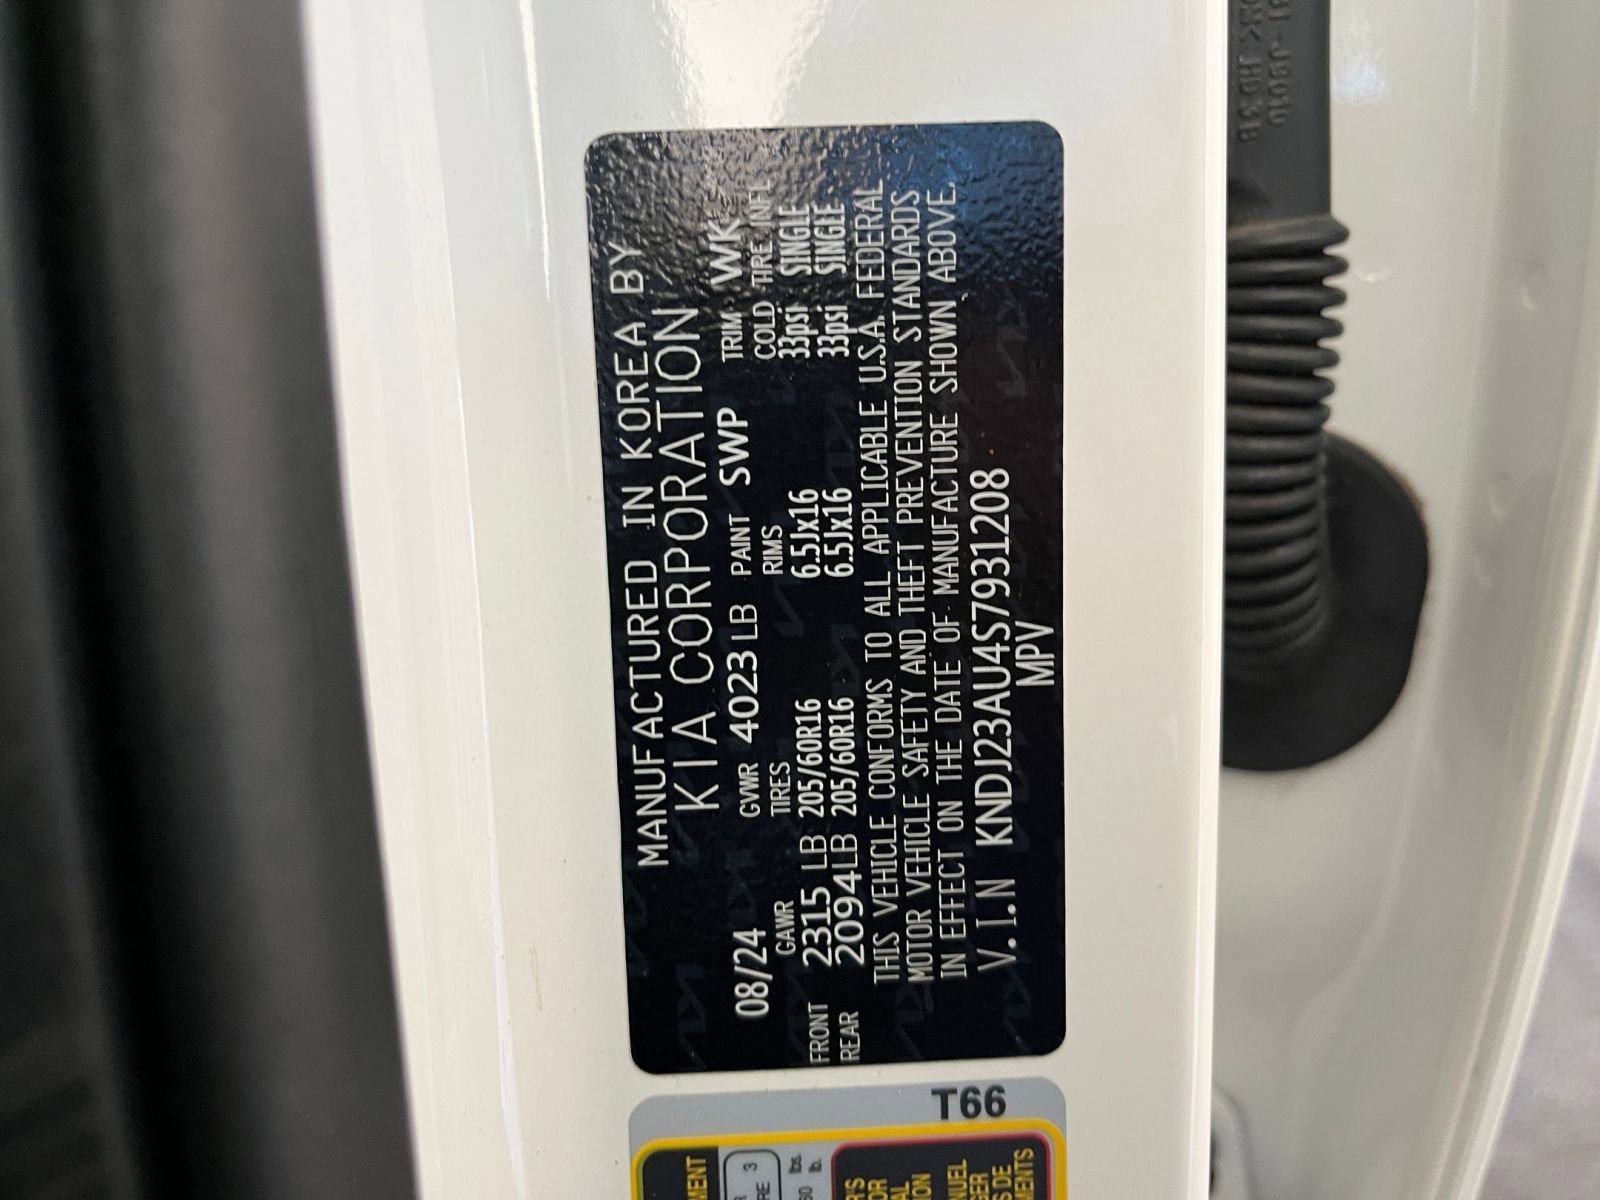 MANUFACTURED IN KOREA BY
KIA CORPORATION
08/24 GVWR 4023 LB PAINT SWP TRIM WK
GAWR TIRES RIMS COLD TIRE INFL
FRONT 2315 LB 205/60R16 6.5Jx16 33psi SINGLE
REAR 2094LB 205/60R16 6.5Jx16 33psi SINGLE
THIS VEHICLE CONFORMS TO ALL APPLICABLE U.S.A. FEDERAL
MOTOR VEHICLE SAFETY AND THEFT PREVENTION STANDARDS
IN EFFECT ON THE DATE OF MANUFACTURE SHOWN ABOVE.
V.I.N KNDJ23AU4S7931208
MPV
T66